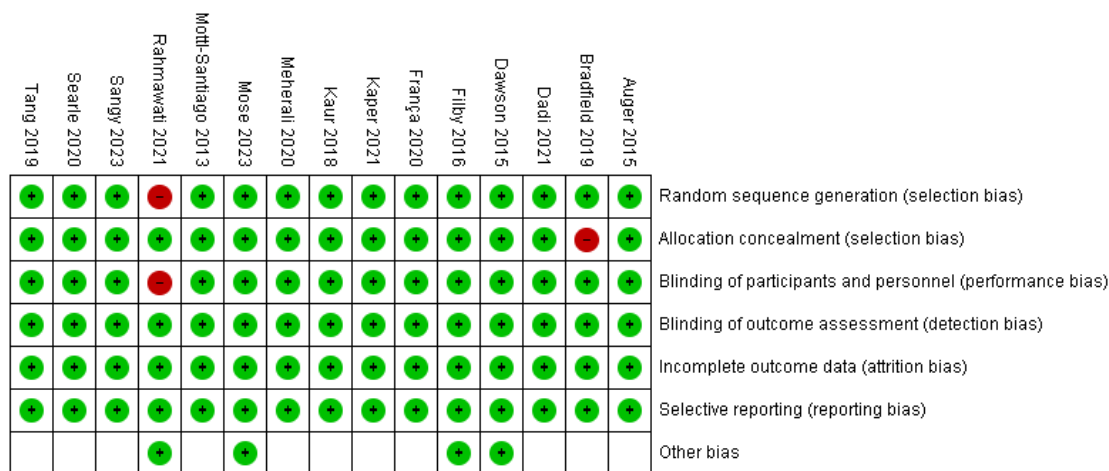 Tang 2019
Searle 2020
Sangy 2023
Rahmawati 2021
Mottl-Santiago 2013
Mose 2023
Meherali 2020
Kaur 2018
Kaper 2021
França 2020
Filby 2016
Dawson 2015
Dadi 2021
Bradfield 2019
Auger 2015
+ + + - + + + + + + + + + + + Random sequence generation (selection bias)
+ + + + + + + + + + + + + - + Allocation concealment (selection bias)
+ + + - + + + + + + + + + + + Blinding of participants and personnel (performance bias)
+ + + + + + + + + + + + + + + Blinding of outcome assessment (detection bias)
+ + + + + + + + + + + + + + + Incomplete outcome data (attrition bias)
+ + + + + + + + + + + + + + + Selective reporting (reporting bias)
+ + + + Other bias